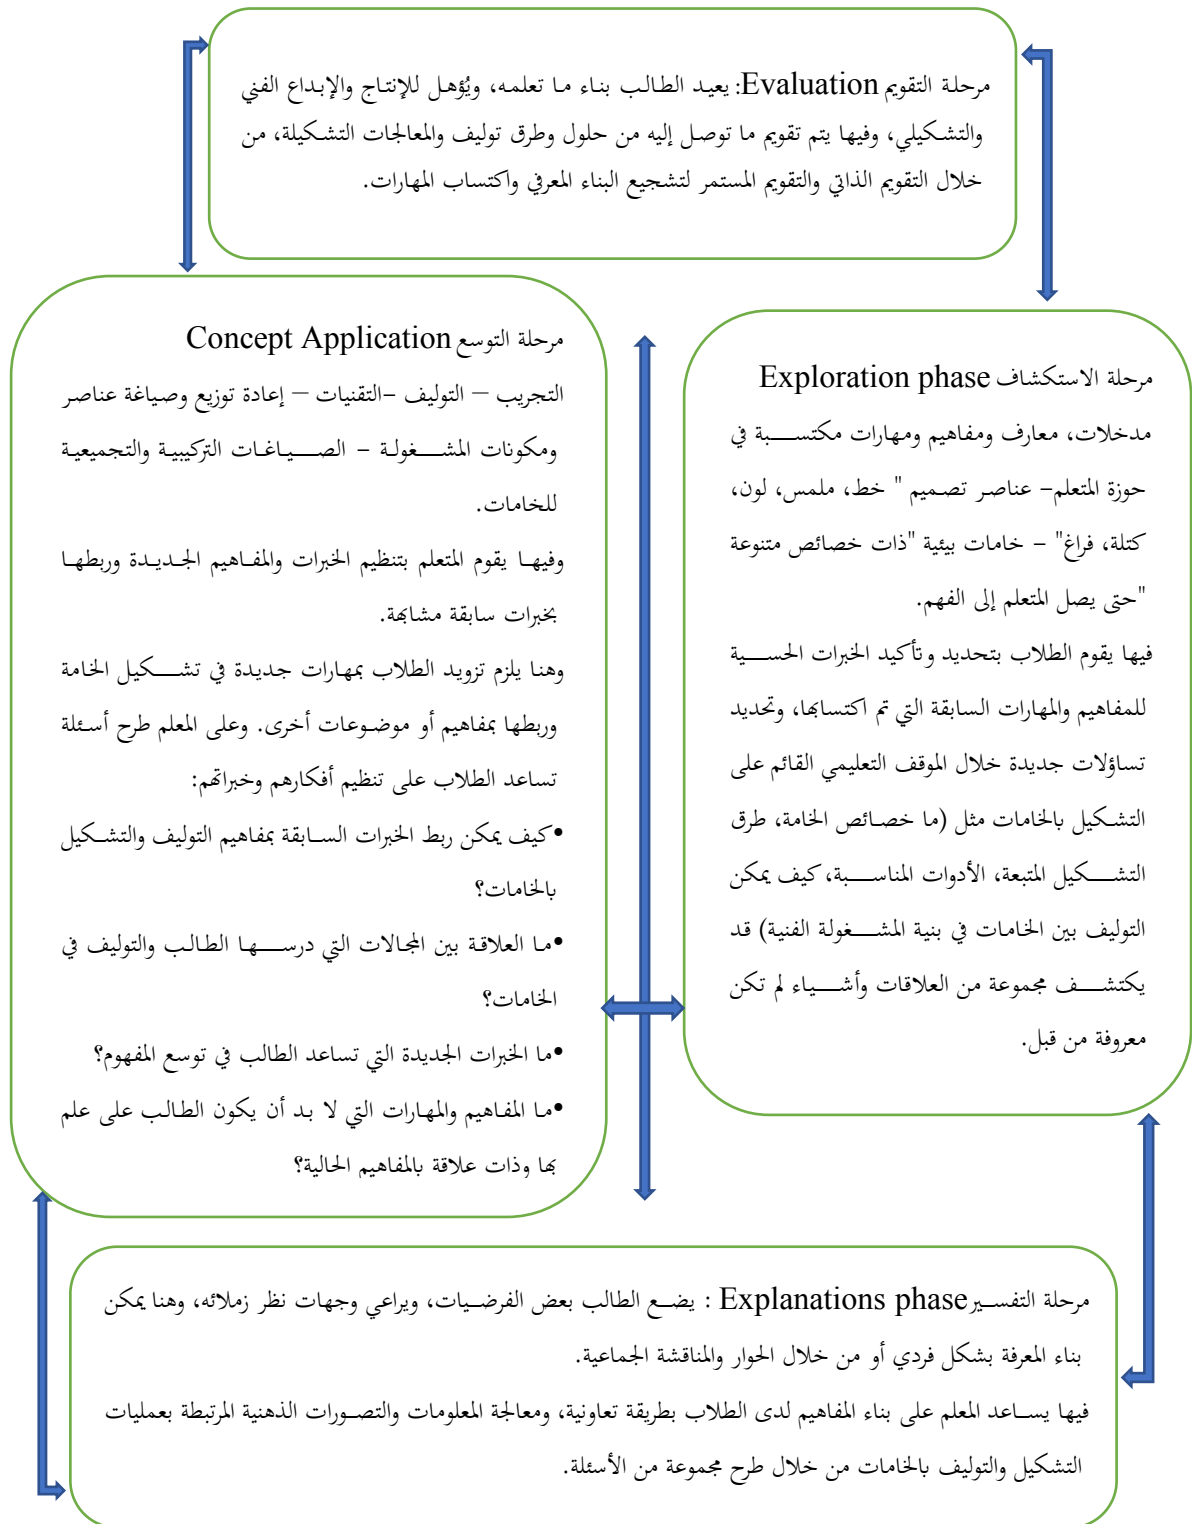 مرحلة التقويم Evaluation: يعيد الطالب بناء ما تعلمه، ويُؤهل للإنتاج والإبداع الفني
والتشكيلي، وفيها يتم تقويم ما توصل إليه من حلول وطرق توليف والمعالجات التشكيلة، من
خلال التقويم الذاتي والتقويم المستمر لتشجيع البناء المعرفي واكتساب المهارات.
مرحلة الاستكشاف Exploration phase
مدخلات، معارف ومفاهيم ومهارات مكتسبة في
حوزة المتعلم– عناصر تصميم " خط، ملمس، لون،
كتلة، فراغ" – خامات بيئية "ذات خصائص متنوعة
"حتى يصل المتعلم إلى الفهم.
فيها يقوم الطلاب بتحديد وتأكيد الخبرات الحسية
للمفاهيم والمهارات السابقة التي تم اكتسابها، وتحديد
تساؤلات جديدة خلال الموقف التعليمي القائم على
التشكيل بالخامات مثل (ما خصائص الخامة، طرق
التشكيل المتبعة، الأدوات المناسبة، كيف يمكن
التوليف بين الخامات في بنية المشغولة الفنية) قد
يكتشف مجموعة من العلاقات وأشياء لم تكن
معروفة من قبل.
مرحلة التوسع Concept Application
التجريب – التوليف –التقنيات – إعادة توزيع وصياغة عناصر
ومكونات المشغولة – الصياغات التركيبية والتجميعية
للخامات.
وفيها يقوم المتعلم بتنظيم الخبرات والمفاهيم الجديدة وربطها
بخبرات سابقة مشابهة.
وهنا يلزم تزويد الطلاب بمهارات جديدة في تشكيل الخامة
وربطها بمفاهيم أو موضوعات أخرى. وعلى المعلم طرح أسئلة
تساعد الطلاب على تنظيم أفكارهم وخبراتهم:
•كيف يمكن ربط الخبرات السابقة بمفاهيم التوليف والتشكيل
بالخامات؟
•ما العلاقة بين المجالات التي درسها الطالب والتوليف في
الخامات؟
•ما الخبرات الجديدة التي تساعد الطالب في توسع المفهوم؟
•ما المفاهيم والمهارات التي لا بد أن يكون الطالب على علم
بها وذات علاقة بالمفاهيم الحالية؟
مرحلة التفسير Explanations phase : يضع الطالب بعض الفرضيات، ويراعي وجهات نظر زملائه، وهنا يمكن
بناء المعرفة بشكل فردي أو من خلال الحوار والمناقشة الجماعية.
فيها يساعد المعلم على بناء المفاهيم لدى الطلاب بطريقة تعاونية، ومعالجة المعلومات والتصورات الذهنية المرتبطة بعمليات
التشكيل والتوليف بالخامات من خلال طرح مجموعة من الأسئلة.